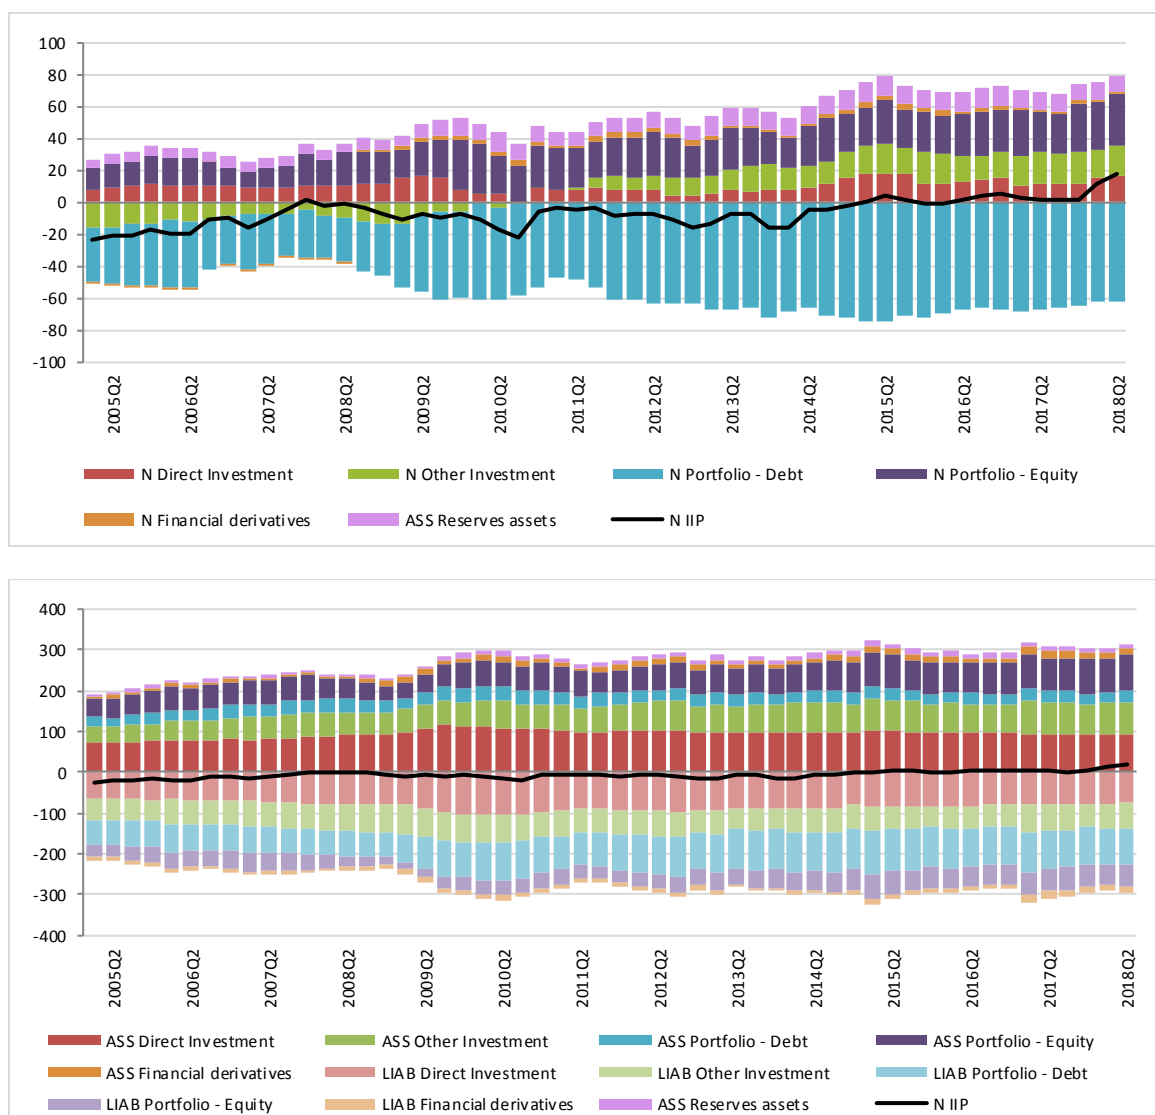 100
80
60
40
20
0
-20
-40
-60
-80
-100
2005Q2 2006Q2 2007Q2 2008Q2 2009Q2 2010Q2 2011Q2 2012Q2 2013Q2 2014Q2 2015Q2 2016Q2 2017Q2 2018Q2
N Direct Investment N Other Investment N Portfolio - Debt N Portfolio - Equity
N Financial derivatives ASS Reserves assets N IIP
400
300
200
100
0
-100
-200
-300
-400
2005Q2 2006Q2 2007Q2 2008Q2 2009Q2 2010Q2 2011Q2 2012Q2 2013Q2 2014Q2 2015Q2 2016Q2 2017Q2 2018Q2
ASS Direct Investment ASS Other Investment ASS Portfolio - Debt ASS Portfolio - Equity
ASS Financial derivatives LIAB Direct Investment LIAB Other Investment LIAB Portfolio - Debt
LIAB Portfolio - Equity LIAB Financial derivatives ASS Reserves assets N IIP